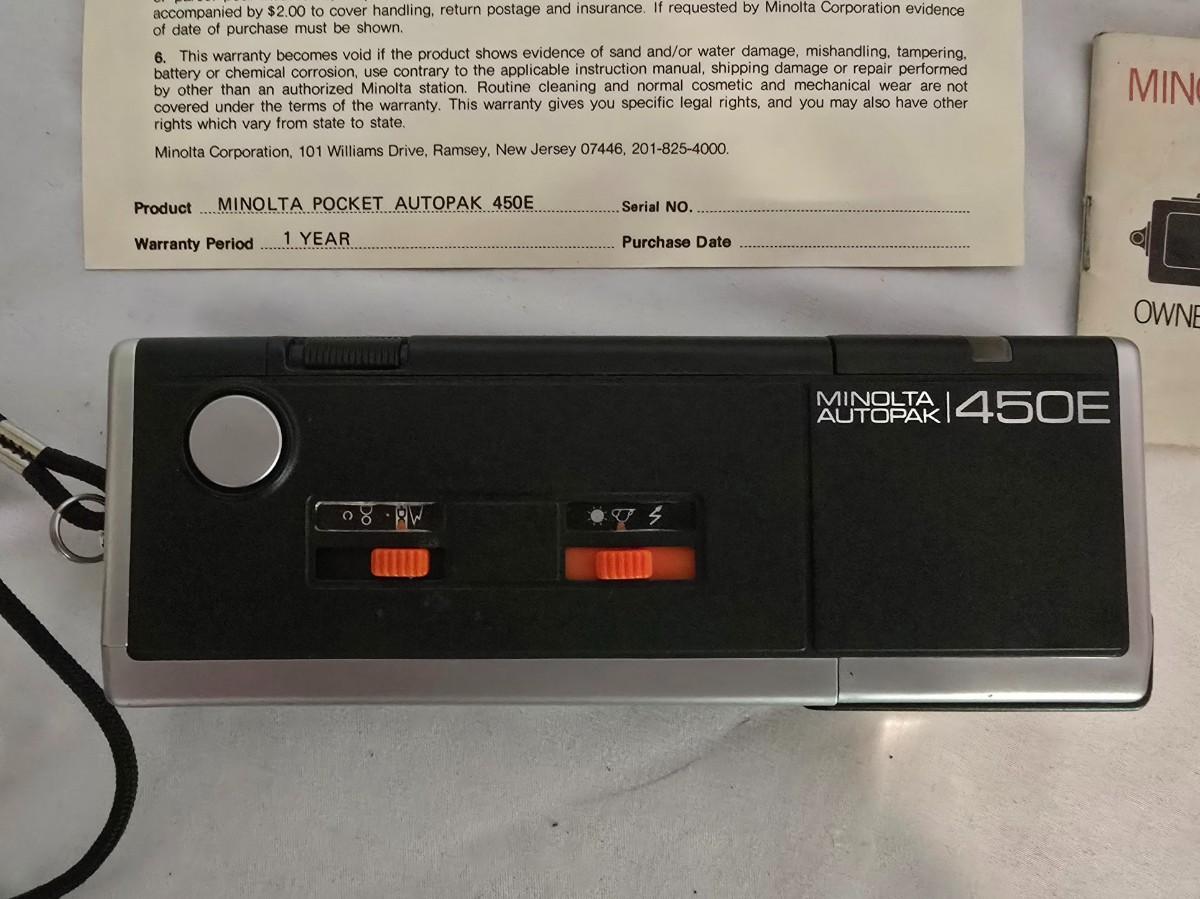 accompanied by $2.00 to cover handling, return postage and insurance. If requested by Minolta Corporation evidence
of date of purchase must be shown.
6. This warranty becomes void if the product shows evidence of sand and/or water damage, mishandling, tampering,
battery or chemical corrosion, use contrary to the applicable instruction manual, shipping damage or repair performed
by other than an authorized Minolta station. Routine cleaning and normal cosmetic and mechanical wear are not
covered under the terms of the warranty. This warranty gives you specific legal rights, and you may also have other
rights which vary from state to state.
Minolta Corporation, 101 Williams Drive, Ramsey, New Jersey 07446, 201-825-4000.
Product MINOLTA POCKET AUTOPAK 450E Serial NO.
Warranty Period 1 YEAR Purchase Date
MINO
OWNE
MINOLTA
AUTOPAK 450E